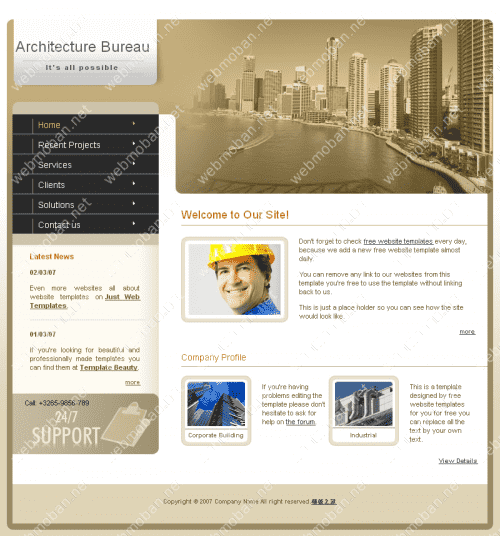 Architecture Bureau
It's all possible
Home
Recent Projects
Services
Clients
Solutions
Contact us
Latest News
02/03/07
Even more websites all about
website templates on Just Web
Templates.
01/03/07
If you're looking for beautiful and
professionally made templates you
can find them at Template Beauty.
more
Call: +3265-9856-789
24/7
SUPPORT
Welcome to Our Site!
Don't forget to check free website templates every day,
because we add a new free website template almost
daily.
You can remove any link to our websites from this
template you're free to use the template without linking
back to us.
This is just a place holder so you can see how the site
would look like.
more
Company Profile
Corporate Building
If you're having
problems editing the
template please don't
hesitate to ask for
help on the forum.
Industrial
This is a template
designed by free
website templates
for you for free you
can replace all the
text by your own
text.
View Details
Copyright © 2007 Company Name All right reserved
webmoban.net